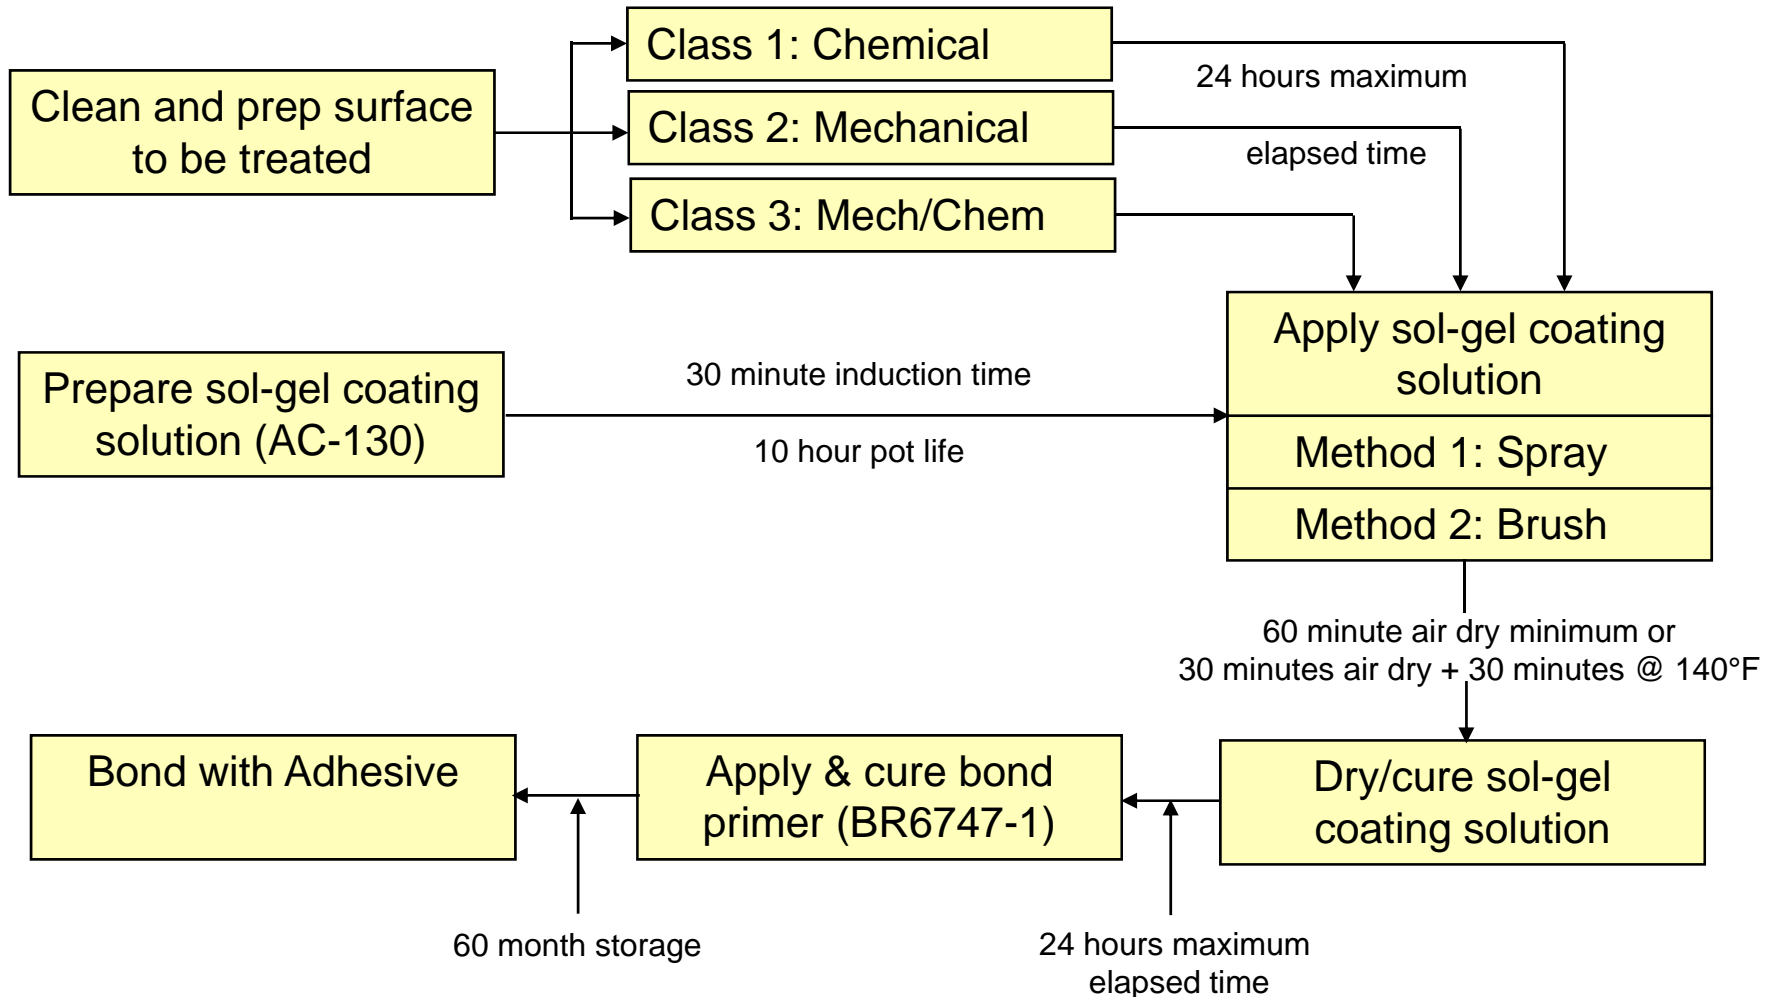 Class 1: Chemical
24 hours maximum
Clean and prep surface
to be treated
Class 2: Mechanical
elapsed time
Class 3: Mech/Chem
Apply sol-gel coating
solution
Prepare sol-gel coating
solution (AC-130)
30 minute induction time
10 hour pot life
Method 1: Spray
Method 2: Brush
60 minute air dry minimum or
30 minutes air dry + 30 minutes @ 140°F
Bond with Adhesive
Apply & cure bond
primer (BR6747-1)
Dry/cure sol-gel
coating solution
60 month storage
24 hours maximum
elapsed time